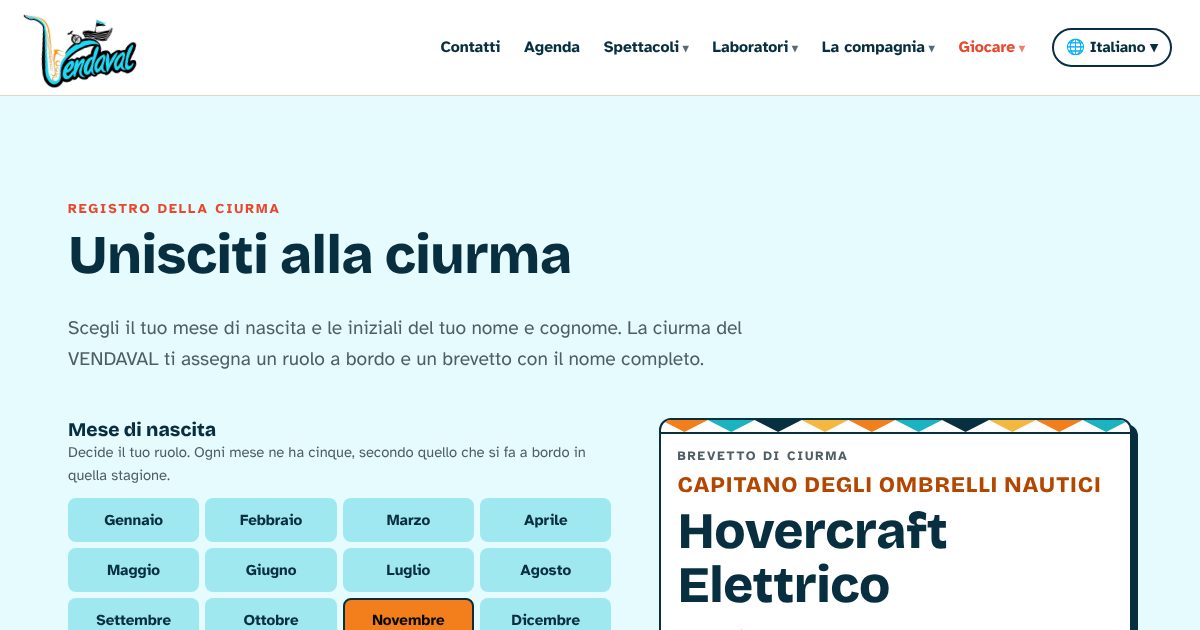 Vendaval
Contatti Agenda Spettacoli ▾ Laboratori ▾ La compagnia ▾ Giocare ▾ 🌐 Italiano ▾
REGISTRO DELLA CIURMA
Unisciti alla ciurma
Scegli il tuo mese di nascita e le iniziali del tuo nome e cognome. La ciurma del
VENDAVAL ti assegna un ruolo a bordo e un brevetto con il nome completo.
Mese di nascita
Decide il tuo ruolo. Ogni mese ne ha cinque, secondo quello che si fa a bordo in
quella stagione.
Gennaio Febbraio Marzo Aprile
Maggio Giugno Luglio Agosto
Settembre Ottobre Novembre Dicembre
BREVETTO DI CIURMA
CAPITANO DEGLI OMBRELLI NAUTICI
Hovercraft
Elettrico